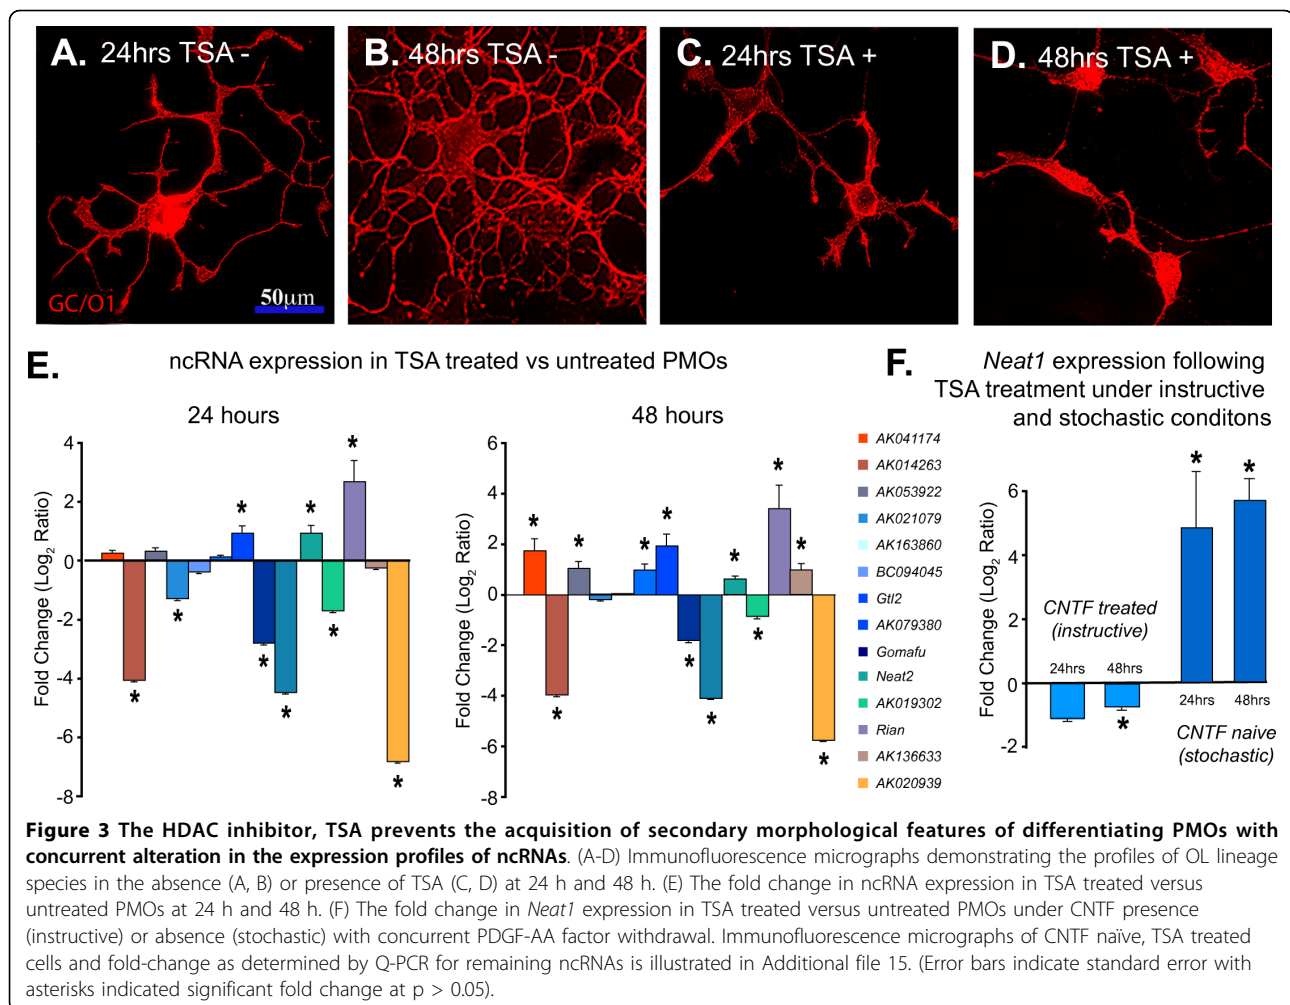 A. 24hrs TSA -
B. 48hrs TSA -
C. 24hrs TSA +
D. 48hrs TSA +
GC/O1
50µm
E. ncRNA expression in TSA treated vs untreated PMOs
24 hours
Fold Change (Log2 Ratio)
4
2
0
-2
-4
-6
-8
* * * * * * * * *
48 hours
Fold Change (Log2 Ratio)
6
4
2
0
-2
-4
-6
-8
* * * * * * * * * * * *
AK041174
AK014263
AK053922
AK021079
AK163860
BC094045
Gtl2
AK079380
Gomafu
Neat2
AK019302
Rian
AK136633
AK020939
F. Neat1 expression following
TSA treatment under instructive
and stochastic conditons
Fold Change (Log2 Ratio)
6
4
2
0
-2
CNTF treated
(instructive)
24hrs 48hrs
*
* *
24hrs 48hrs
CNTF naive
(stochastic)
Figure 3 The HDAC inhibitor, TSA prevents the acquisition of secondary morphological features of differentiating PMOs with
concurrent alteration in the expression profiles of ncRNAs. (A-D) Immunofluorescence micrographs demonstrating the profiles of OL lineage
species in the absence (A, B) or presence of TSA (C, D) at 24 h and 48 h. (E) The fold change in ncRNA expression in TSA treated versus
untreated PMOs at 24 h and 48 h. (F) The fold change in Neat1 expression in TSA treated versus untreated PMOs under CNTF presence
(instructive) or absence (stochastic) with concurrent PDGF-AA factor withdrawal. Immunofluorescence micrographs of CNTF naïve, TSA treated
cells and fold-change as determined by Q-PCR for remaining ncRNAs is illustrated in Additional file 15. (Error bars indicate standard error with
asterisks indicated significant fold change at p > 0.05).